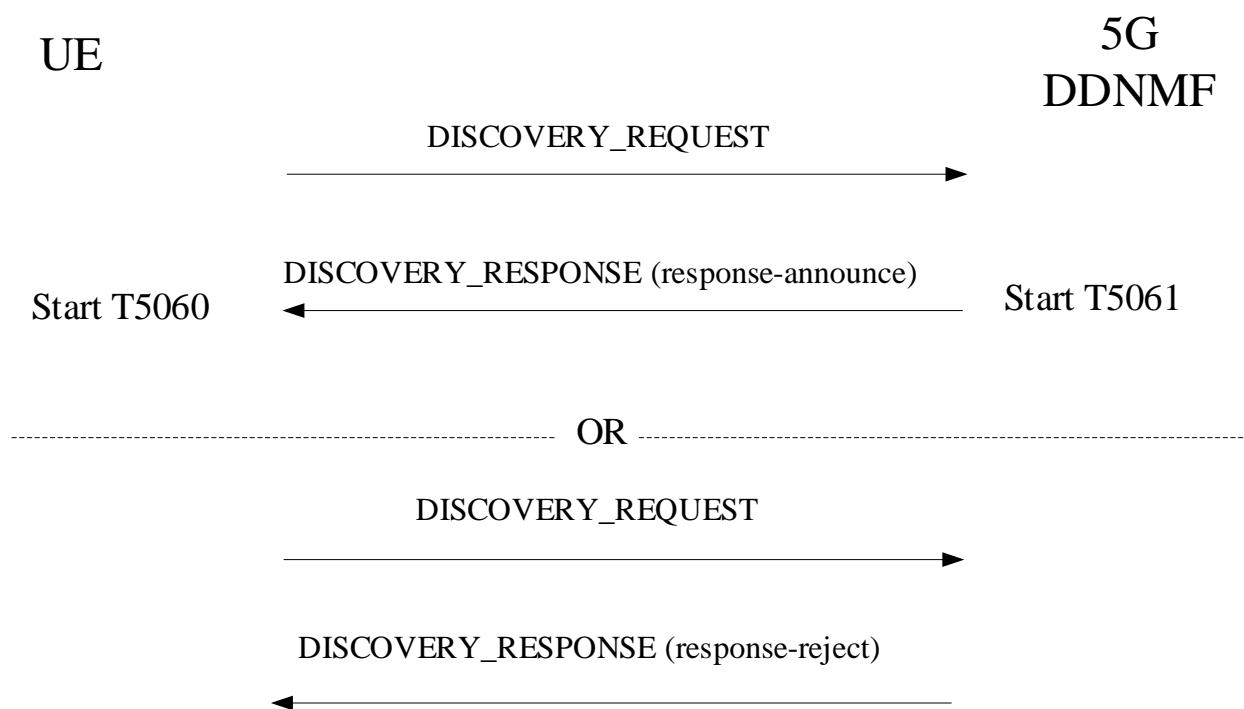 UE
5G
DDNMF
DISCOVERY_REQUEST
DISCOVERY_RESPONSE (response-announce)
Start T5060
Start T5061
OR
DISCOVERY_REQUEST
DISCOVERY_RESPONSE (response-reject)